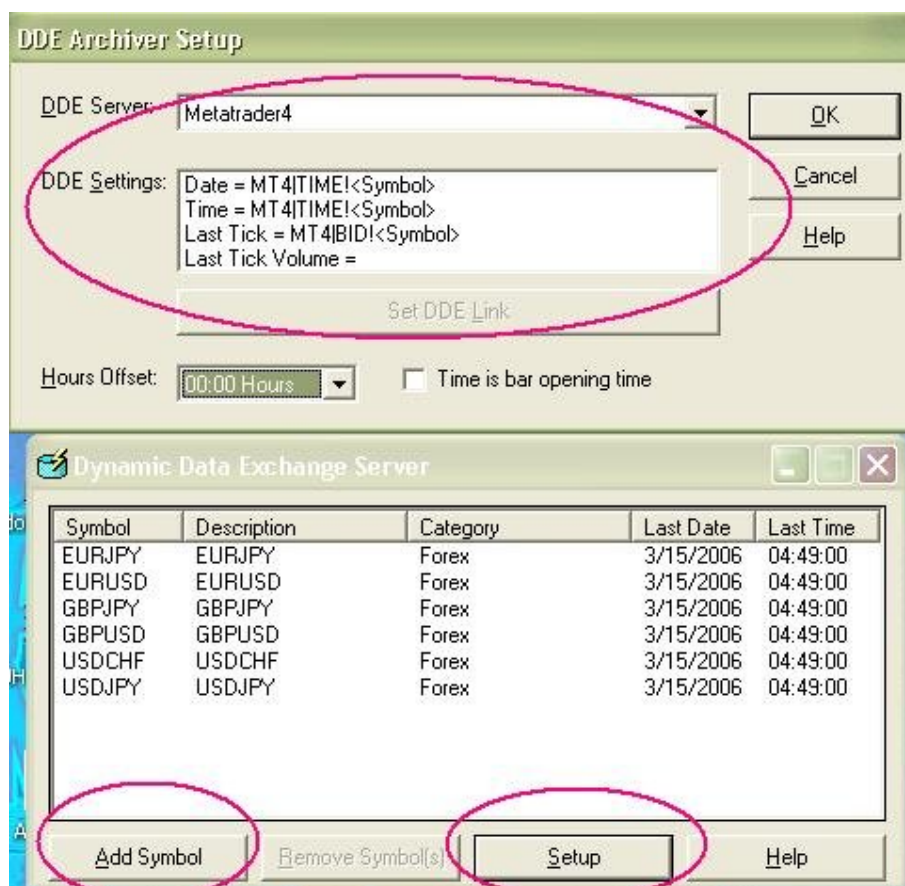 DDE Archiver Setup
DDE Server: Metatrader4
OK
DDE Settings: Date = MT4|TIME!<Symbol>
Time = MT4|TIME!<Symbol>
Last Tick = MT4|BID!<Symbol>
Last Tick Volume =
Cancel
Help
Set DDE Link
Hours Offset: 00:00 Hours Time is bar opening time
Dynamic Data Exchange Server
Symbol Description Category Last Date Last Time
EURJPY EURJPY Forex 3/15/2006 04:49:00
EURUSD EURUSD Forex 3/15/2006 04:49:00
GBPJPY GBPJPY Forex 3/15/2006 04:49:00
GBPUSD GBPUSD Forex 3/15/2006 04:49:00
USDCHF USDCHF Forex 3/15/2006 04:49:00
USDJPY USDJPY Forex 3/15/2006 04:49:00
Add Symbol Remove Symbol(s) Setup Help